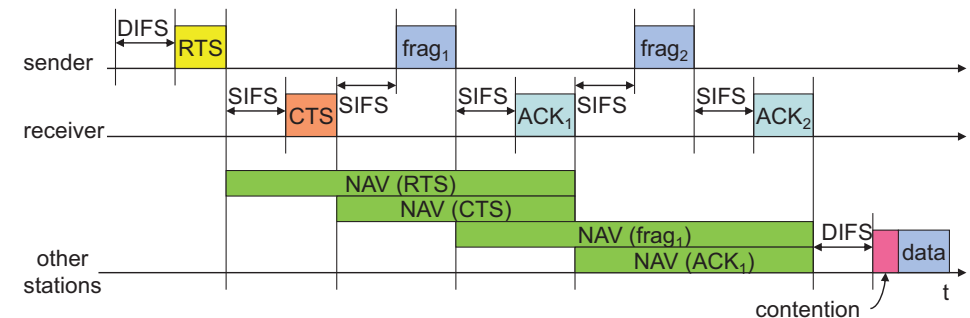 DIFS
RTS
frag₁
frag₂
sender
SIFS
CTS
SIFS
SIFS
ACK₁
SIFS
SIFS
ACK₂
receiver
NAV (RTS)
NAV (CTS)
NAV (frag₁)
NAV (ACK₁)
DIFS
data
other
stations
t
contention